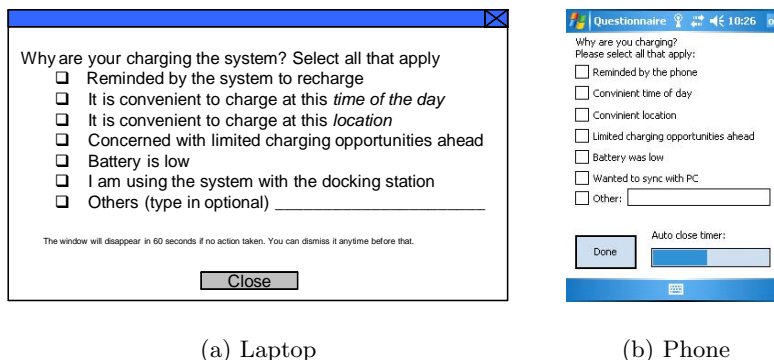 Why are your charging the system? Select all that apply
Reminded by the system to recharge
It is convenient to charge at this time of the day
It is convenient to charge at this location
Concerned with limited charging opportunities ahead
Battery is low
I am using the system with the docking station
Others (type in optional)
The window will disappear in 60 seconds if no action taken. You can dismiss it anytime before that.
Close
(a) Laptop
Questionnaire 10:26
Why are you charging?
Please select all that apply:
Reminded by the phone
Convinient time of day
Convinient location
Limited charging opportunities ahead
Battery was low
Wanted to sync with PC
Other:
Auto close timer:
Done
(b) Phone